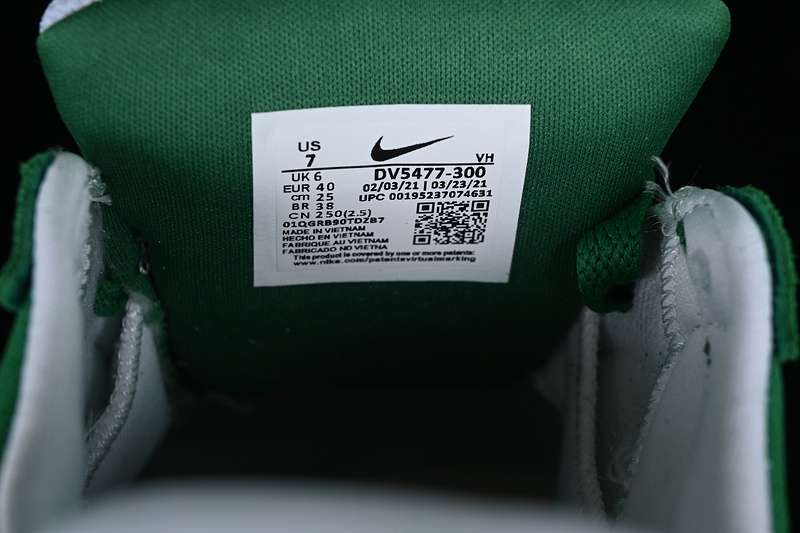 US
7
VH
UK 6
EUR 40
cm 25
BR 38
CN 250(2.5)
DV5477-300
02/03/21 | 03/23/21
UPC 00195237074631
01QGRB90TDZB7
MADE IN VIETNAM
HECHO EN VIETNAM
FABRIQUE AU VIETNAM
FABRICADO NO VIETNA
This product is covered by one or more patents:
www.nike.com/patentsvirtualmarking